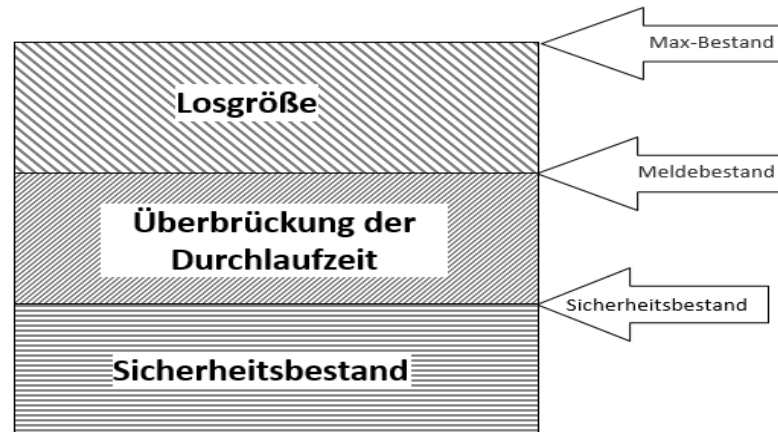 Max-Bestand
Losgröße
Meldebestand
Überbrückung der
Durchlaufzeit
Sicherheitsbestand
Sicherheitsbestand